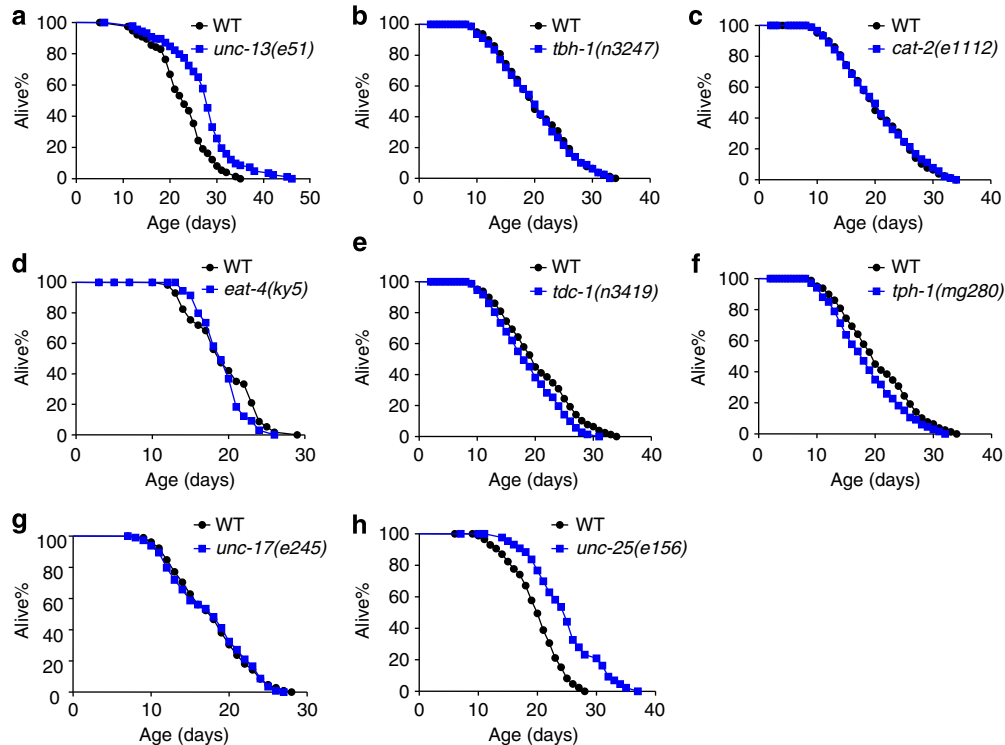 a
WT
unc-13(e51)
Alive%
100
80
60
40
20
0
0 10 20 30 40 50
Age (days)
b
WT
tbh-1(n3247)
Alive%
100
80
60
40
20
0
0 10 20 30 40
Age (days)
c
WT
cat-2(e1112)
Alive%
100
80
60
40
20
0
0 10 20 30 40
Age (days)
d
WT
eat-4(ky5)
Alive%
100
80
60
40
20
0
0 10 20 30
Age (days)
e
WT
tdc-1(n3419)
Alive%
100
80
60
40
20
0
0 10 20 30 40
Age (days)
f
WT
tph-1(mg280)
Alive%
100
80
60
40
20
0
0 10 20 30 40
Age (days)
g
WT
unc-17(e245)
Alive%
100
80
60
40
20
0
0 10 20 30
Age (days)
h
WT
unc-25(e156)
Alive%
100
80
60
40
20
0
0 10 20 30 40
Age (days)